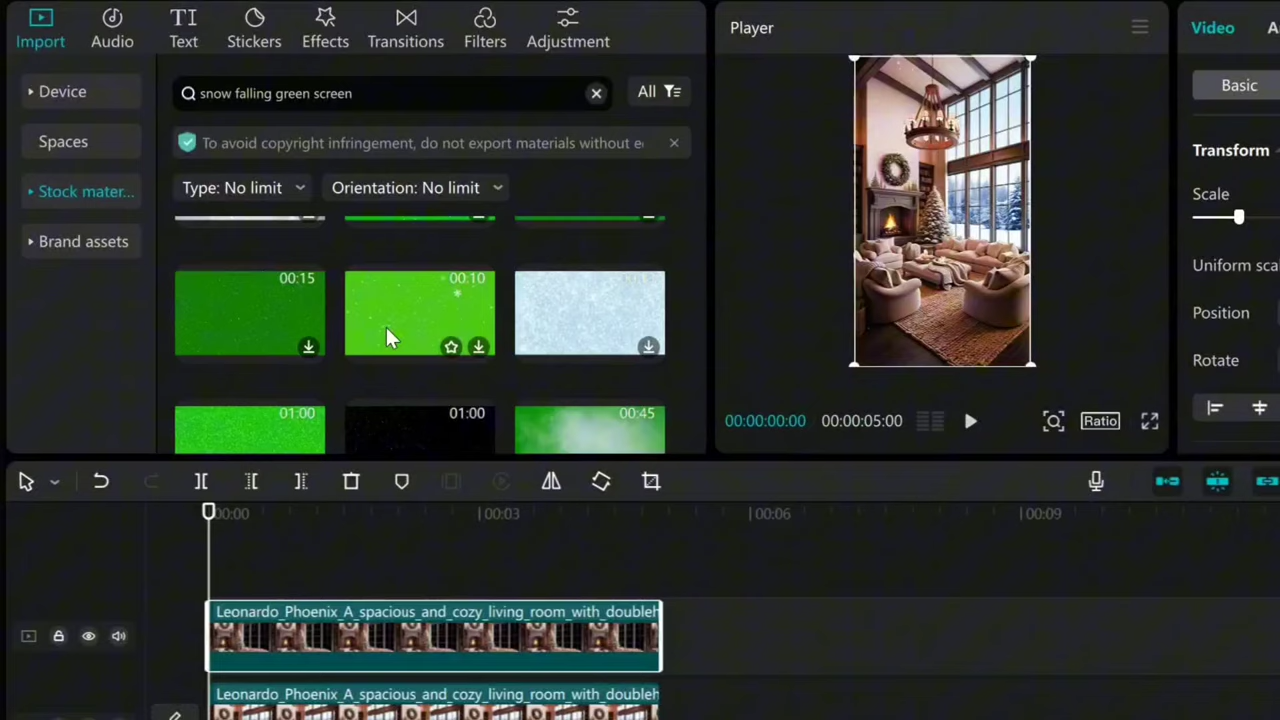 Import
Audio
TI
Text
Stickers
Effects
Transitions
Filters
Adjustment
Player
Video
A
Device
snow falling green screen
All
Basic
Spaces
To avoid copyright infringement, do not export materials without e
Transform
Stock mater...
Type: No limit
Orientation: No limit
Scale
Brand assets
Uniform sca
00:15
00:10
Position
Rotate
01:00
01:00
00:45
00:00:00:00
00:00:05:00
Ratio
00:00
00:03
00:06
00:09
Leonardo_Phoenix_A_spacious_and_cozy_living_room_with_doubleh
Leonardo_Phoenix_A_spacious_and_cozy_living_room_with_doubleh